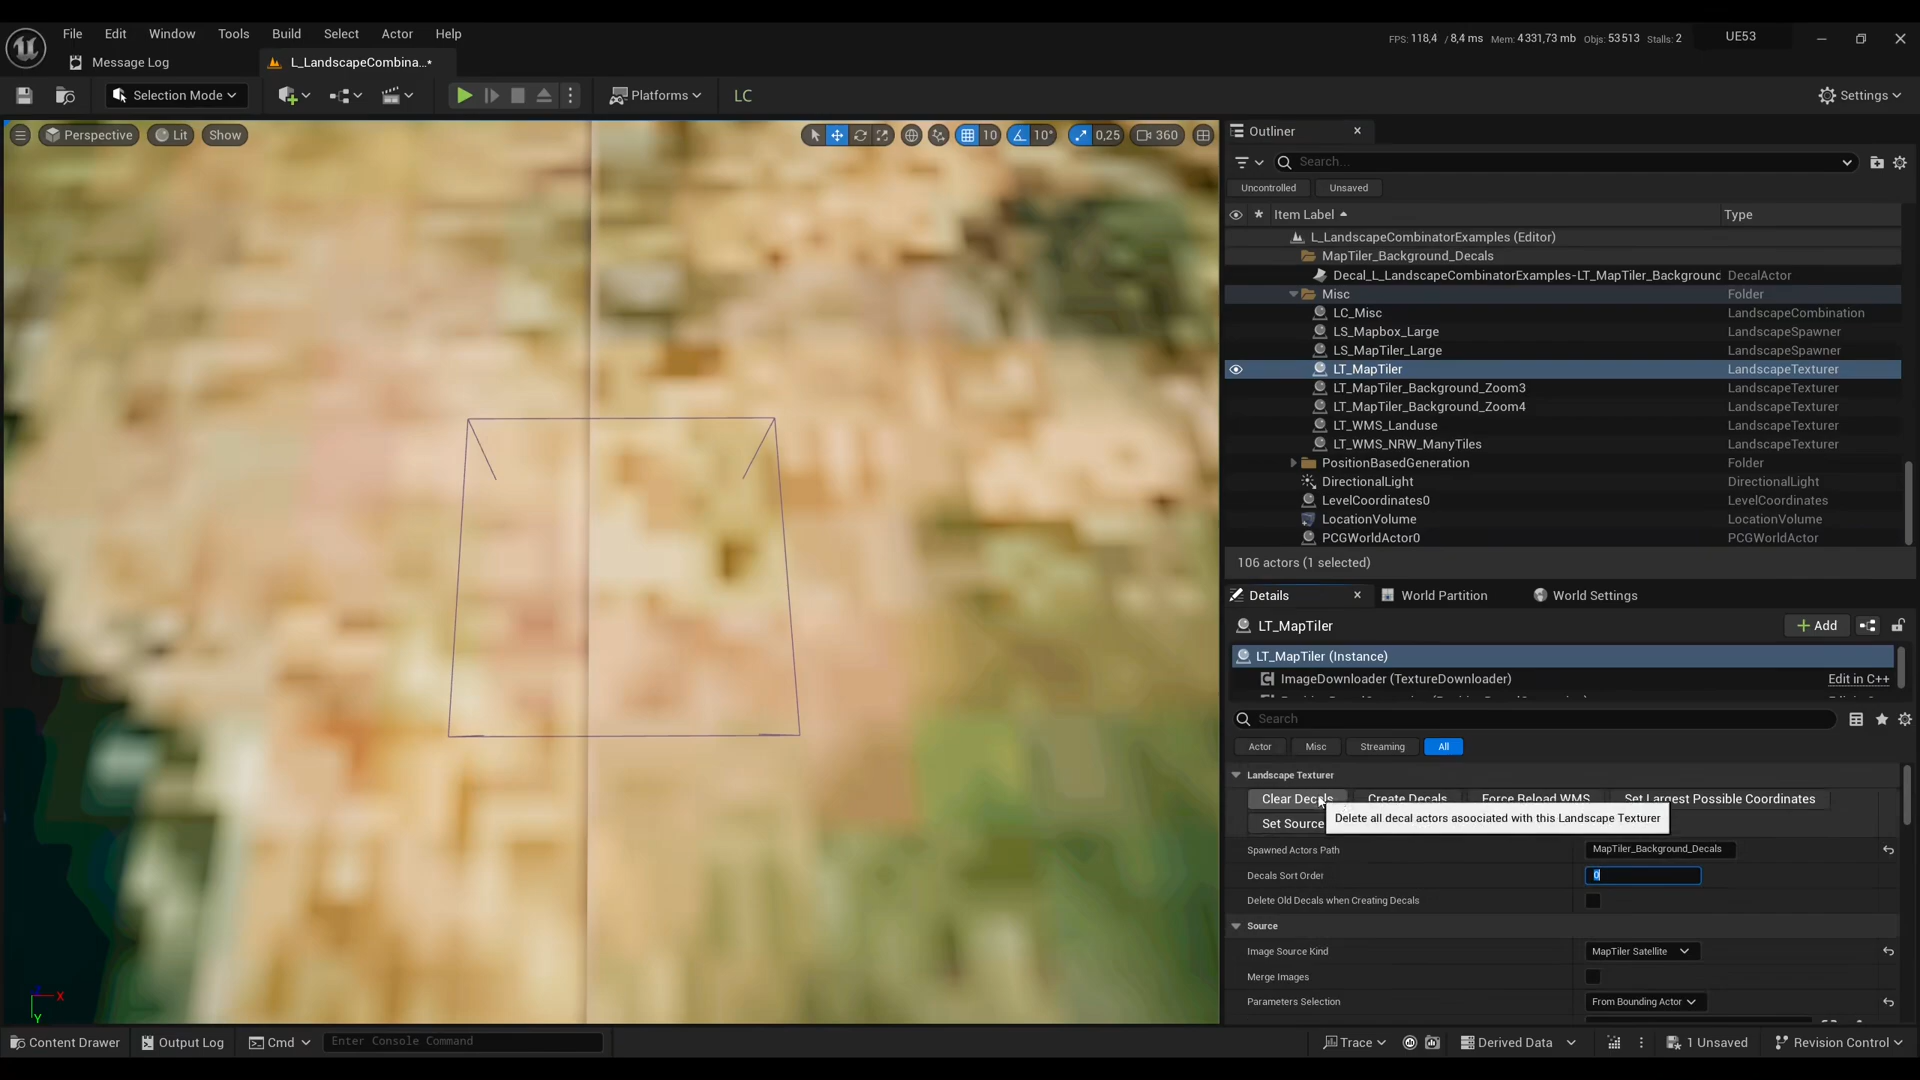 File Edit Window Tools Build Select Actor Help
FPS: 118,4 / 8,4 ms Mem: 4 331,73 mb Objs: 53 513 Stalls: 2 UE53
Message Log L_LandscapeCombina...*
Selection Mode Platforms LC Settings
Perspective Lit Show 10 10° 0,25 360
X
Y
Outliner
Search...
Uncontrolled Unsaved
Item Label Type
L_LandscapeCombinatorExamples (Editor)
MapTiler_Background_Decals
Decal_L_LandscapeCombinatorExamples-LT_MapTiler_Background DecalActor
Misc Folder
LC_Misc LandscapeCombination
LS_Mapbox_Large LandscapeSpawner
LS_MapTiler_Large LandscapeSpawner
LT_MapTiler LandscapeTexturer
LT_MapTiler_Background_Zoom3 LandscapeTexturer
LT_MapTiler_Background_Zoom4 LandscapeTexturer
LT_WMS_Landuse LandscapeTexturer
LT_WMS_NRW_ManyTiles LandscapeTexturer
PositionBasedGeneration Folder
DirectionalLight DirectionalLight
LevelCoordinates0 LevelCoordinates
LocationVolume LocationVolume
PCGWorldActor0 PCGWorldActor
106 actors (1 selected)
Details World Partition World Settings
LT_MapTiler Add
LT_MapTiler (Instance)
ImageDownloader (TextureDownloader) Edit in C++
Search
Actor Misc Streaming All
Landscape Texturer
Clear Decals Create Decals Force Reload WMS Set Largest Possible Coordinates
Set Source
Delete all decal actors asoociated with this Landscape Texturer
Spawned Actors Path MapTiler_Background_Decals
Decals Sort Order 0
Delete Old Decals when Creating Decals
Source
Image Source Kind MapTiler Satellite
Merge Images
Parameters Selection From Bounding Actor
Content Drawer Output Log Cmd Enter Console Command Trace Derived Data 1 Unsaved Revision Control